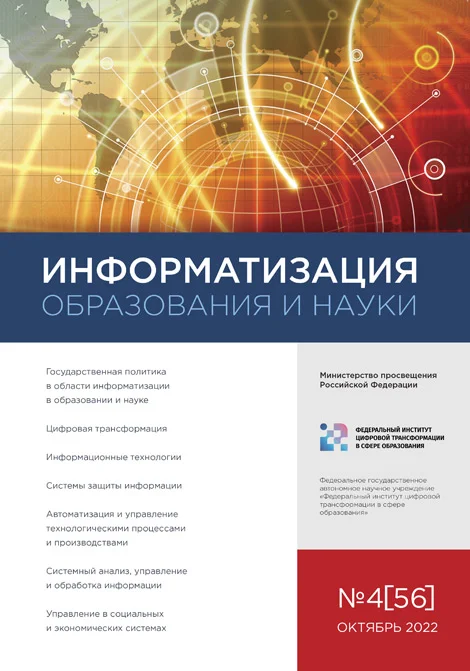 ИНФОРМАТИЗАЦИЯ
ОБРАЗОВАНИЯ И НАУКИ
Государственная политика
в области информатизации
в образовании и науке
Цифровая трансформация
Информационные технологии
Системы защиты информации
Автоматизация и управление
технологическими процессами
и производствами
Системный анализ, управление
и обработка информации
Управление в социальных
и экономических системах
Министерство просвещения
Российской Федерации
ФЕДЕРАЛЬНЫЙ ИНСТИТУТ
ЦИФРОВОЙ ТРАНСФОРМАЦИИ
В СФЕРЕ ОБРАЗОВАНИЯ
Федеральное государственное
автономное научное учреждение
«Федеральный институт цифровой
трансформации в сфере
образования»
№4[56]
ОКТЯБРЬ 2022